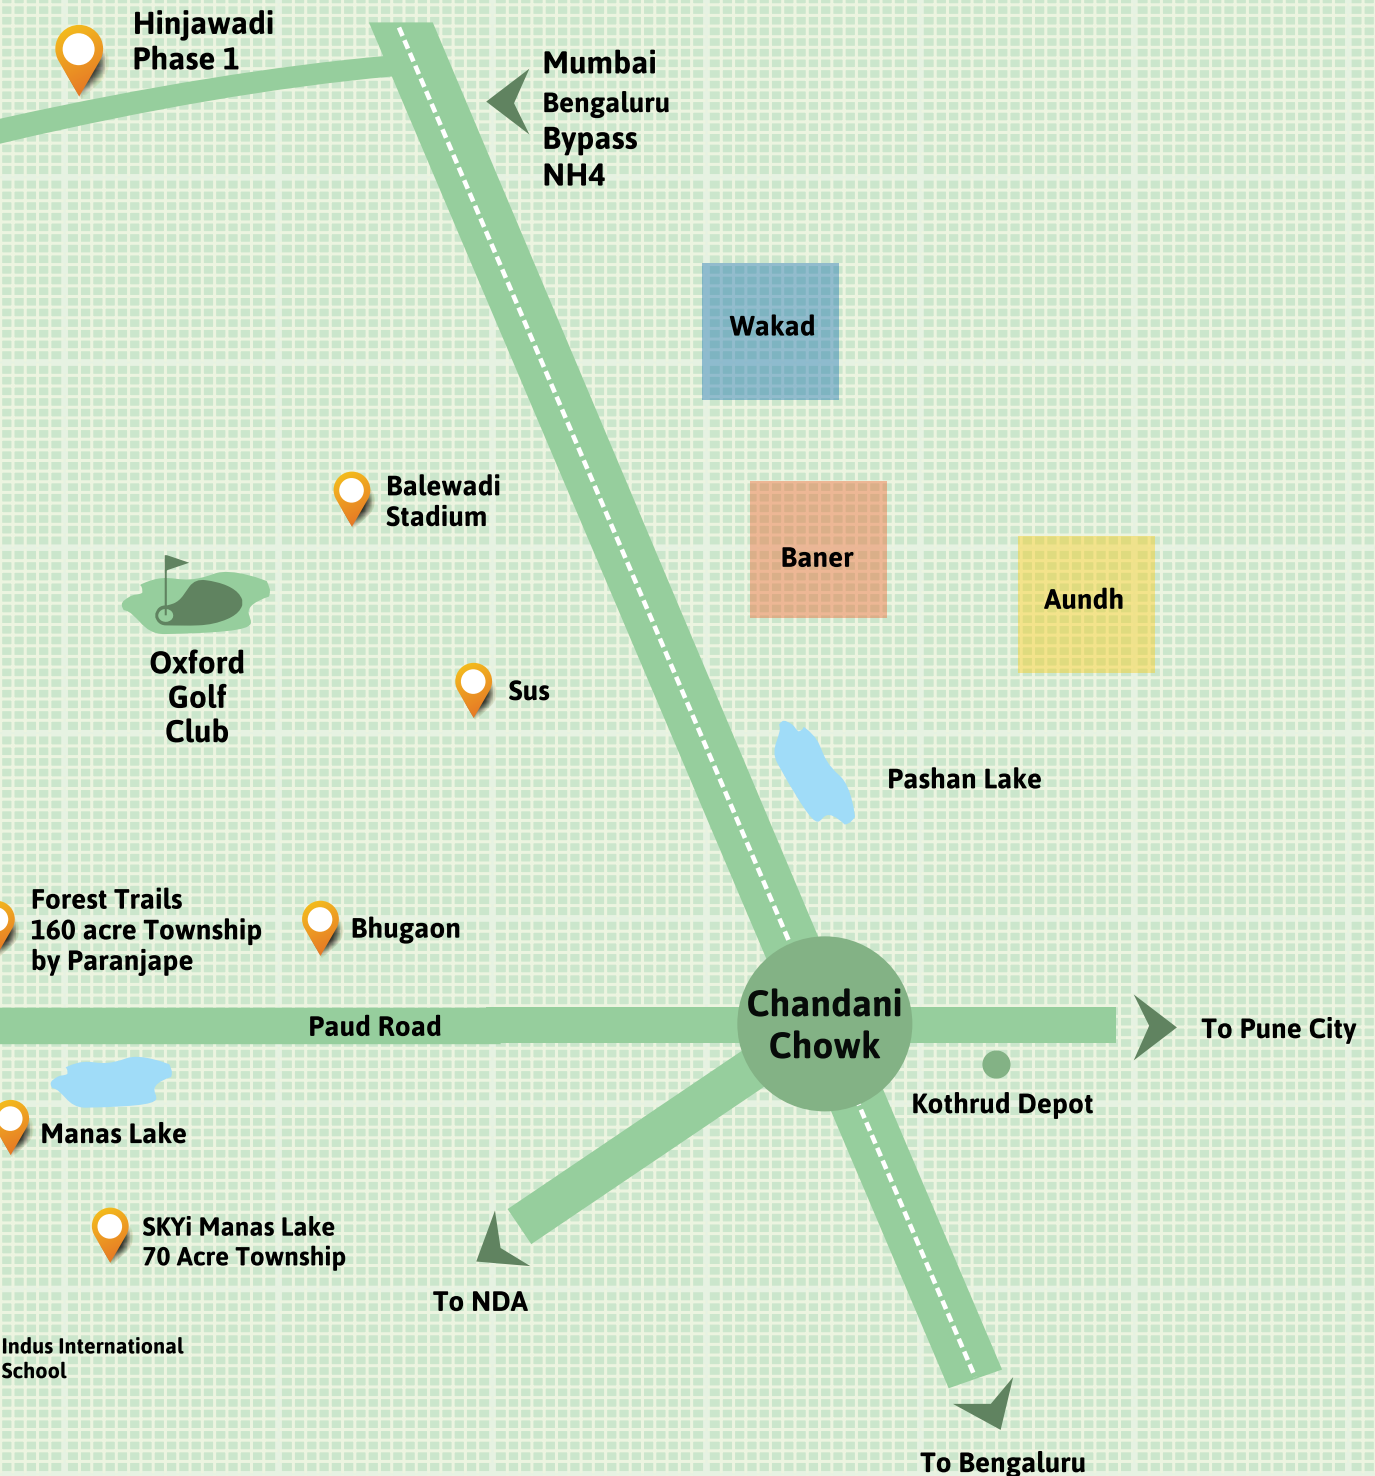 Hinjawadi
Phase 1
Mumbai
Bengaluru
Bypass
NH4
Wakad
Balewadi
Stadium
Baner
Aundh
Oxford
Golf
Club
Sus
Pashan Lake
Forest Trails
160 acre Township
by Paranjape
Bhugaon
Chandani
Chowk
Paud Road
To Pune City
Kothrud Depot
Manas Lake
SKYi Manas Lake
70 Acre Township
To NDA
Indus International
School
To Bengaluru